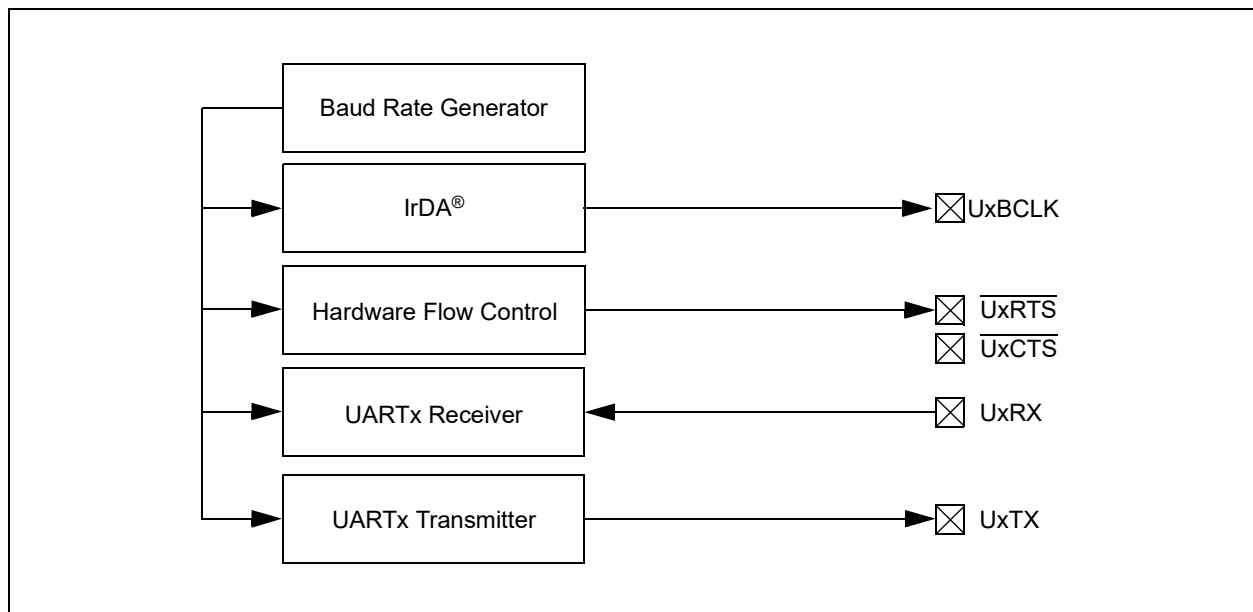 Baud Rate Generator
IrDA®
UxBCLK
Hardware Flow Control
UxRTS
UxCTS
UARTx Receiver
UxRX
UARTx Transmitter
UxTX